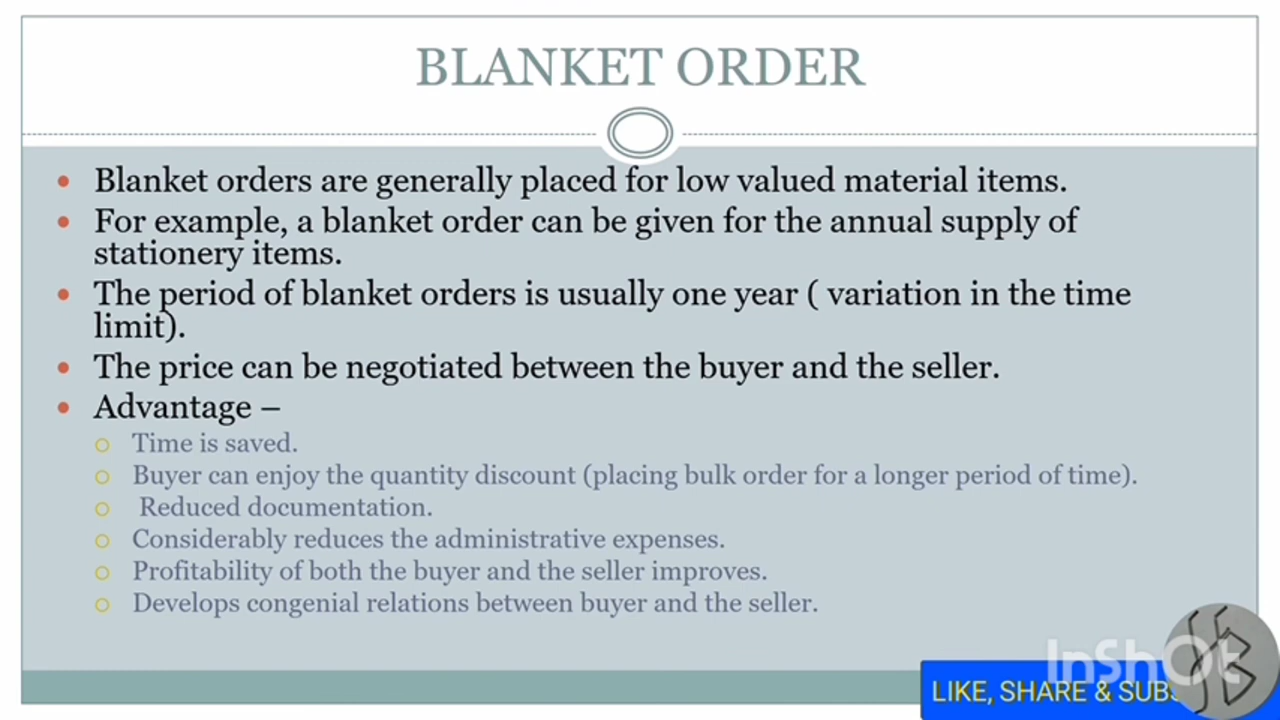 BLANKET ORDER
• Blanket orders are generally placed for low valued material items.
• For example, a blanket order can be given for the annual supply of
stationery items.
• The period of blanket orders is usually one year ( variation in the time
limit).
• The price can be negotiated between the buyer and the seller.
• Advantage –
○ Time is saved.
○ Buyer can enjoy the quantity discount (placing bulk order for a longer period of time).
○ Reduced documentation.
○ Considerably reduces the administrative expenses.
○ Profitability of both the buyer and the seller improves.
○ Develops congenial relations between buyer and the seller.
InShOt
LIKE, SHARE & SUBS